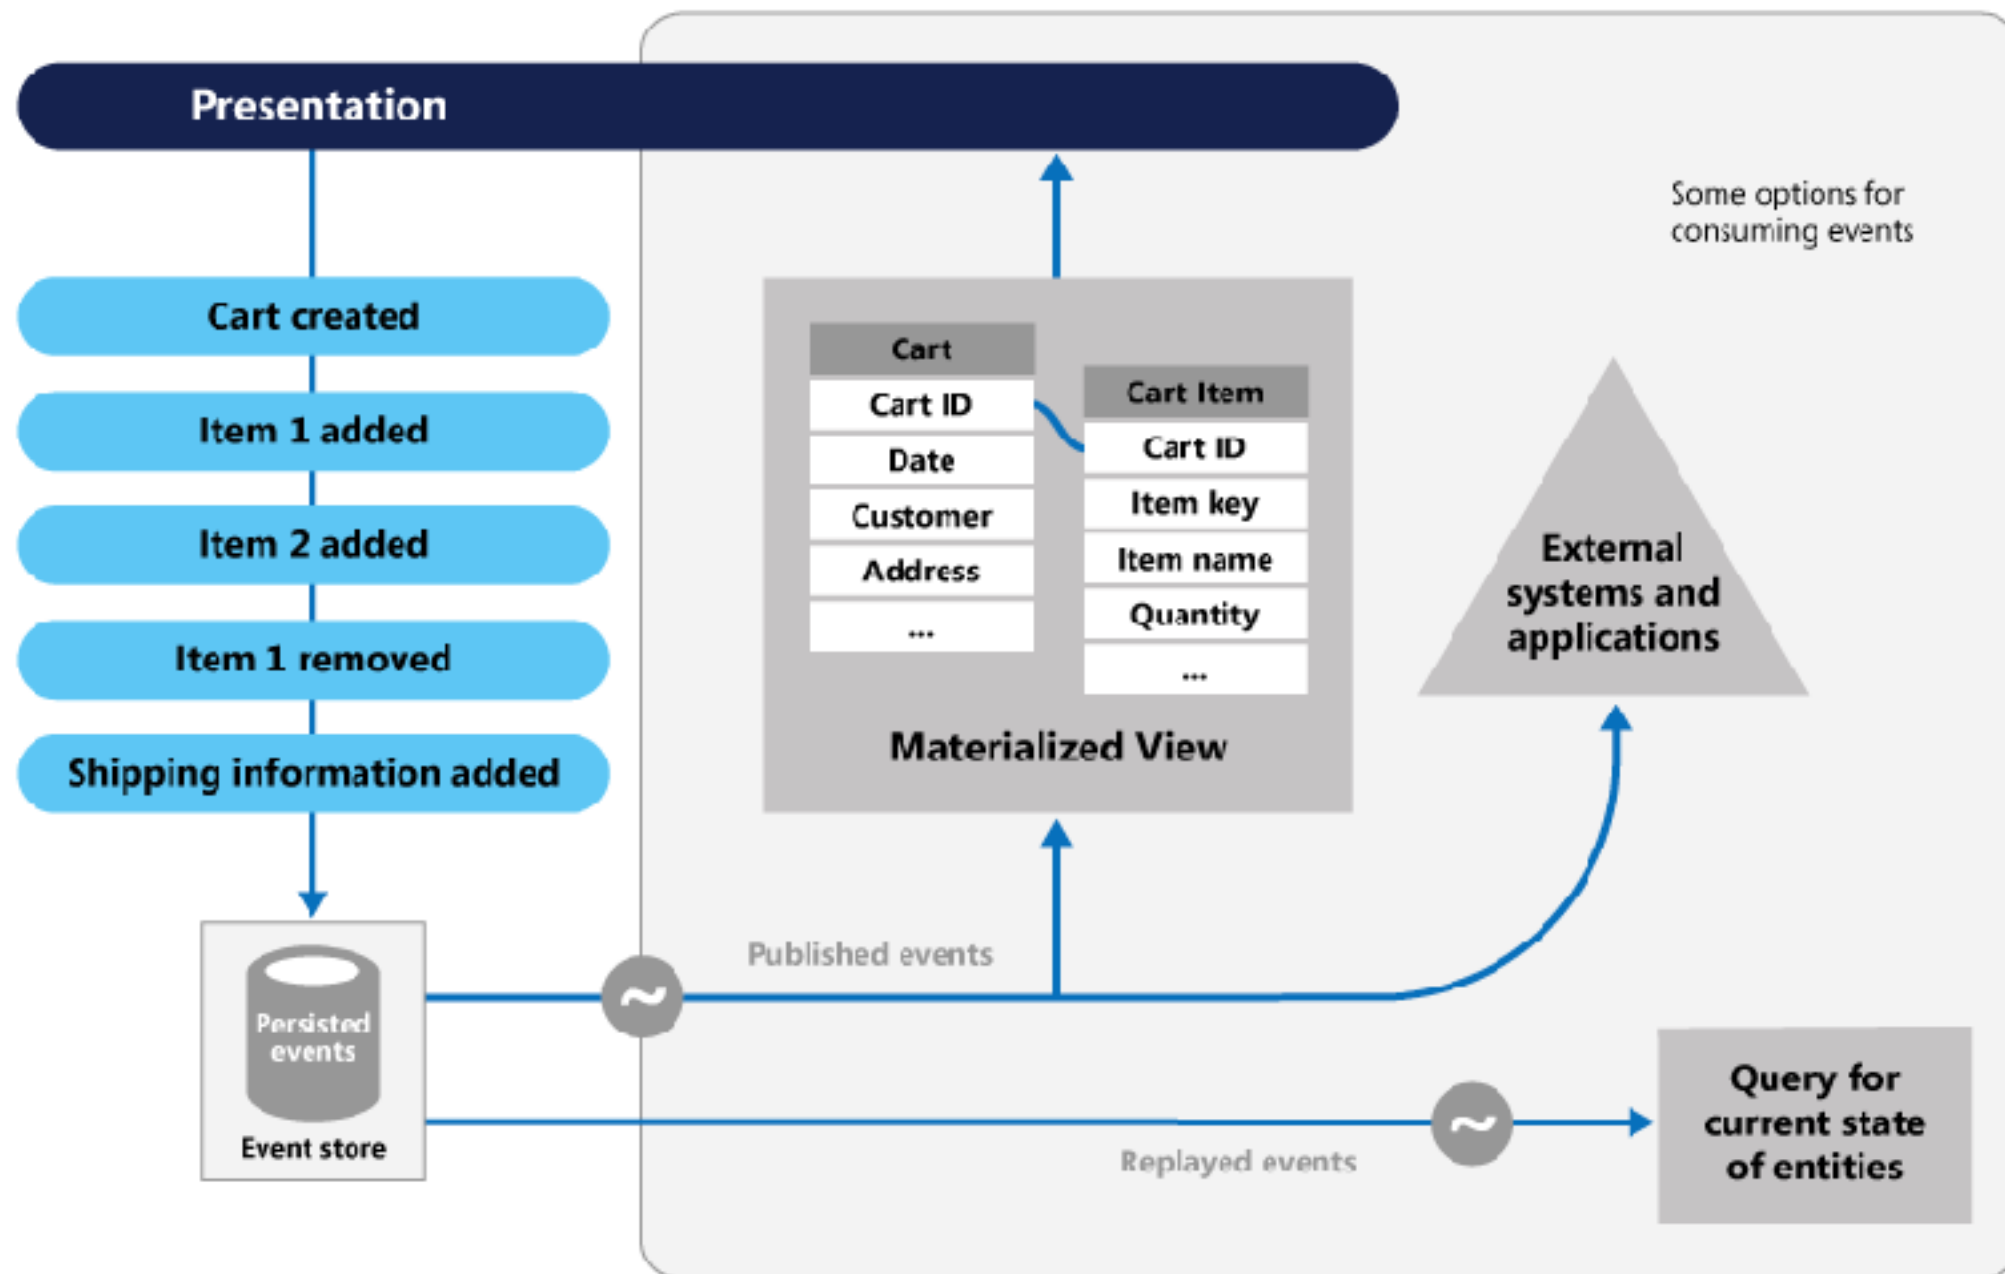 Presentation
Some options for
consuming events
Cart created
Item 1 added
Item 2 added
Item 1 removed
Shipping information added
Cart
Cart ID
Date
Customer
Address
...
Cart Item
Cart ID
Item key
Item name
Quantity
...
Materialized View
External
systems and
applications
Persisted
events
Event store
~
Published events
Replayed events
~
Query for
current state
of entities